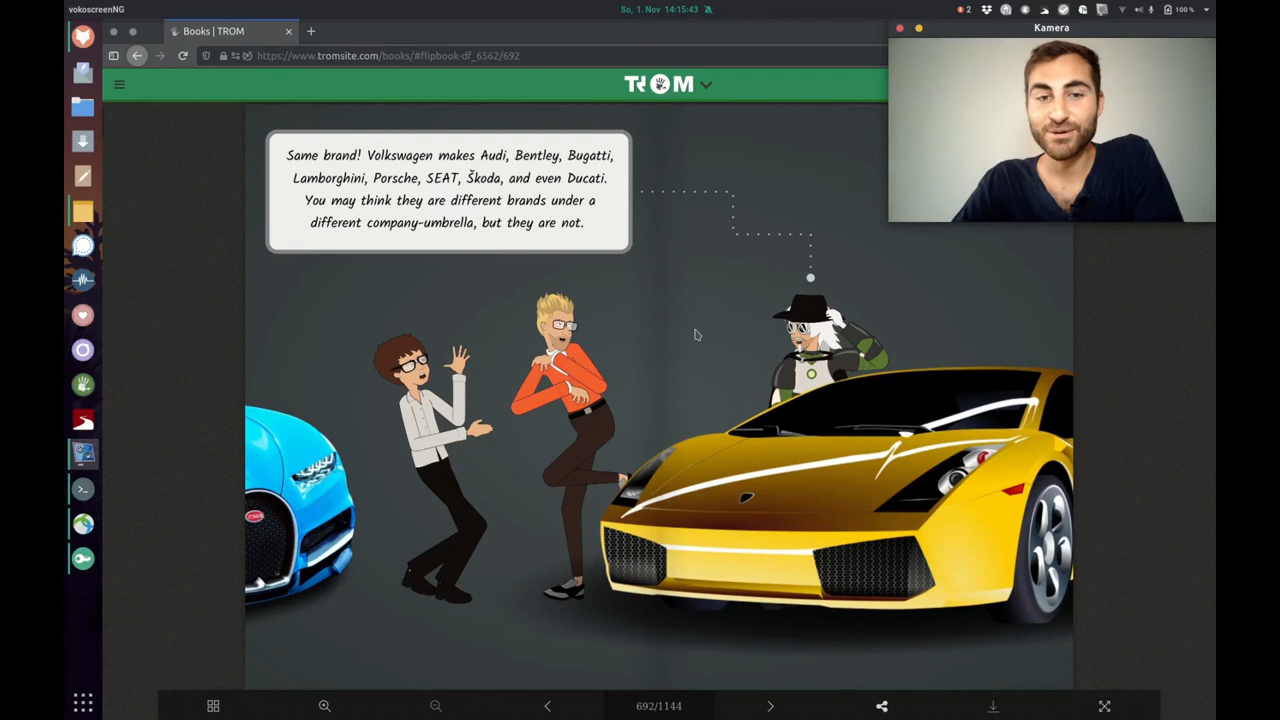 vokoscreenNG
So, 1. Nov 14:15:43
2
100 %
Books | TROM
Kamera
https://www.tromsite.com/books/#flipbook-df_6562/692
TROM
Same brand! Volkswagen makes Audi, Bentley, Bugatti,
Lamborghini, Porsche, SEAT, Škoda, and even Ducati.
You may think they are different brands under a
different company-umbrella, but they are not.
692/1144